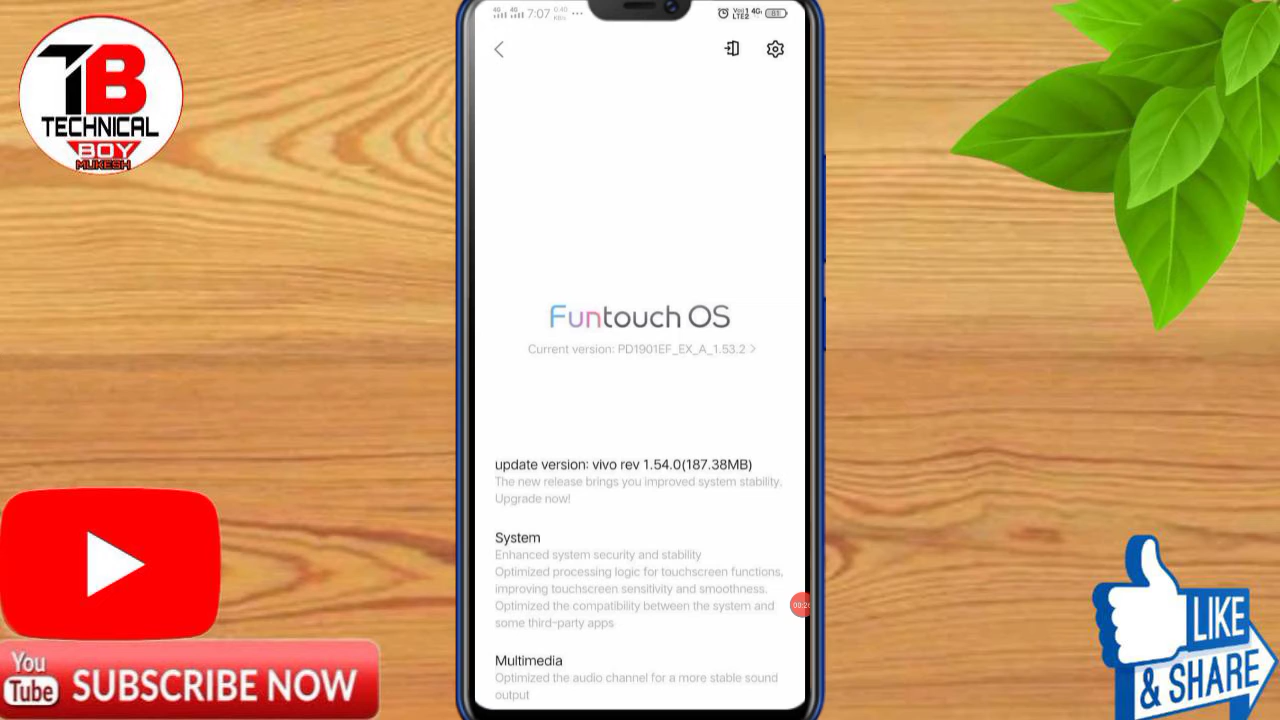 TB
TECHNICAL
BOY
MUKESH
7:07
81
Funtouch OS
Current version: PD1901EF_EX_A_1.53.2 >
update version: vivo rev 1.54.0(187.38MB)
The new release brings you improved system stability.
Upgrade now!
System
Enhanced system security and stability
Optimized processing logic for touchscreen functions,
improving touchscreen sensitivity and smoothness.
Optimized the compatibility between the system and
some third-party apps
Multimedia
Optimized the audio channel for a more stable sound
output
You
Tube
SUBSCRIBE NOW
LIKE
& SHARE